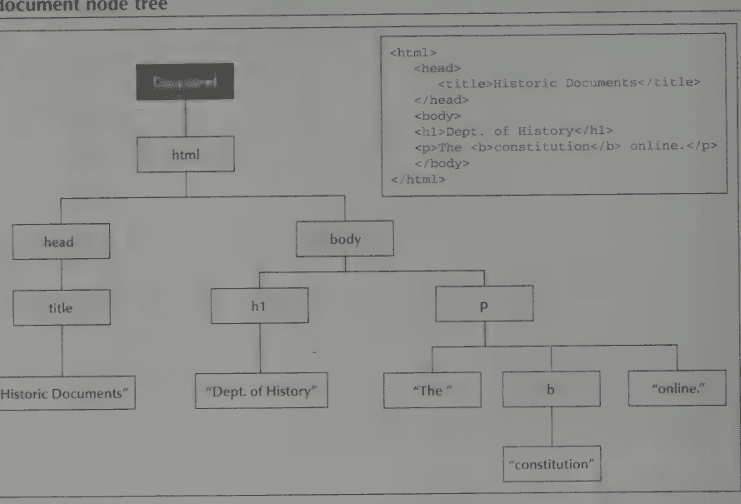 document node tree
<html>
<head>
<title>Historic Documents</title>
</head>
<body>
<h1>Dept. of History</h1>
<p>The <b>constitution</b> online.</p>
</body>
</html>
html
head
body
title
h1
p
Historic Documents”
“Dept. of History”
“The ”
b
“online.”
“constitution”